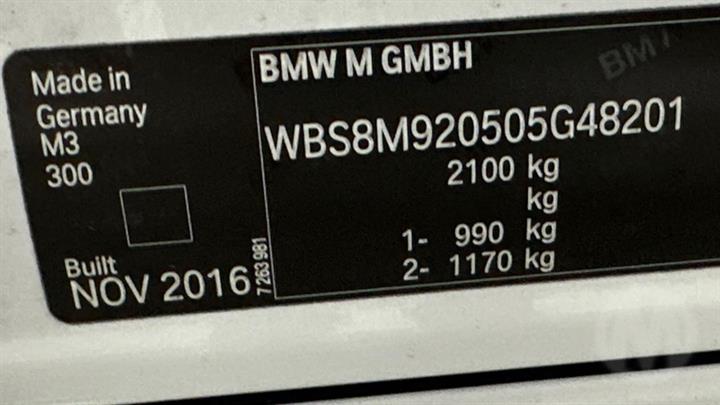 Made in
Germany
M3
300
Built
NOV 2016
7 263 981
BMW M GMBH
WBS8M920505G48201
2100 kg
kg
1- 990 kg
2- 1170 kg
BM